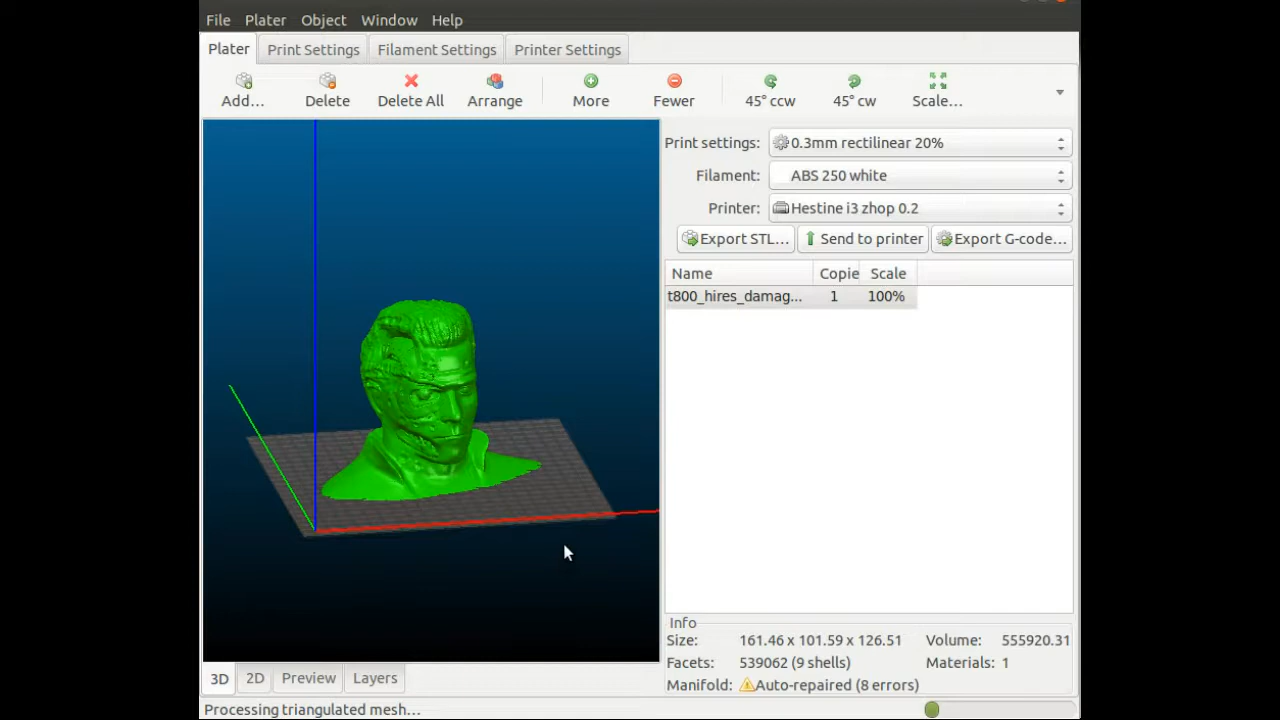 File Plater Object Window Help
Plater Print Settings Filament Settings Printer Settings
Add... Delete Delete All Arrange More Fewer 45° ccw 45° cw Scale...
Print settings: 0.3mm rectilinear 20%
Filament: ABS 250 white
Printer: Hestine i3 zhop 0.2
Export STL... Send to printer Export G-code...
Name Copie Scale
t800_hires_damag... 1 100%
Info
Size: 161.46 x 101.59 x 126.51 Volume: 555920.31
Facets: 539062 (9 shells) Materials: 1
Manifold: Auto-repaired (8 errors)
3D 2D Preview Layers
Processing triangulated mesh...